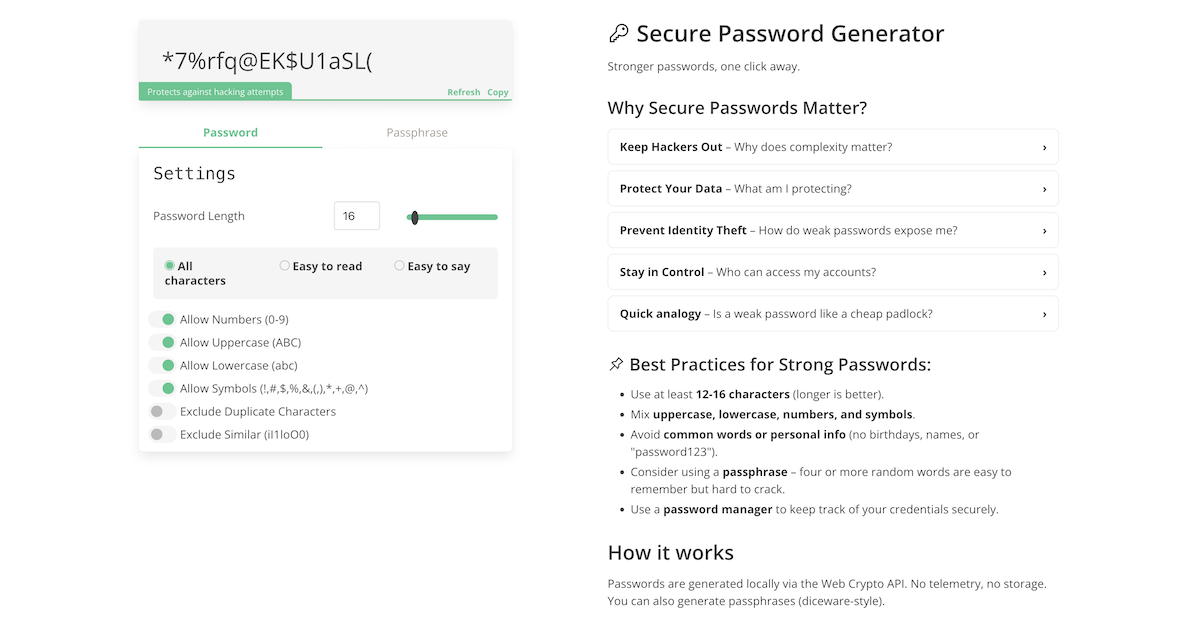 *7%rfq@EK$U1aSL(
Protects against hacking attempts
Refresh Copy
Password Passphrase
Settings
Password Length 16
All characters
Easy to read
Easy to say
Allow Numbers (0-9)
Allow Uppercase (ABC)
Allow Lowercase (abc)
Allow Symbols (!,#,$,%,&,(,),*,+,@,^)
Exclude Duplicate Characters
Exclude Similar (iI1loO0)
Secure Password Generator
Stronger passwords, one click away.
Why Secure Passwords Matter?
Keep Hackers Out – Why does complexity matter? ›
Protect Your Data – What am I protecting? ›
Prevent Identity Theft – How do weak passwords expose me? ›
Stay in Control – Who can access my accounts? ›
Quick analogy – Is a weak password like a cheap padlock? ›
Best Practices for Strong Passwords:
• Use at least 12-16 characters (longer is better).
• Mix uppercase, lowercase, numbers, and symbols.
• Avoid common words or personal info (no birthdays, names, or
"password123").
• Consider using a passphrase – four or more random words are easy to
remember but hard to crack.
• Use a password manager to keep track of your credentials securely.
How it works
Passwords are generated locally via the Web Crypto API. No telemetry, no storage.
You can also generate passphrases (diceware-style).